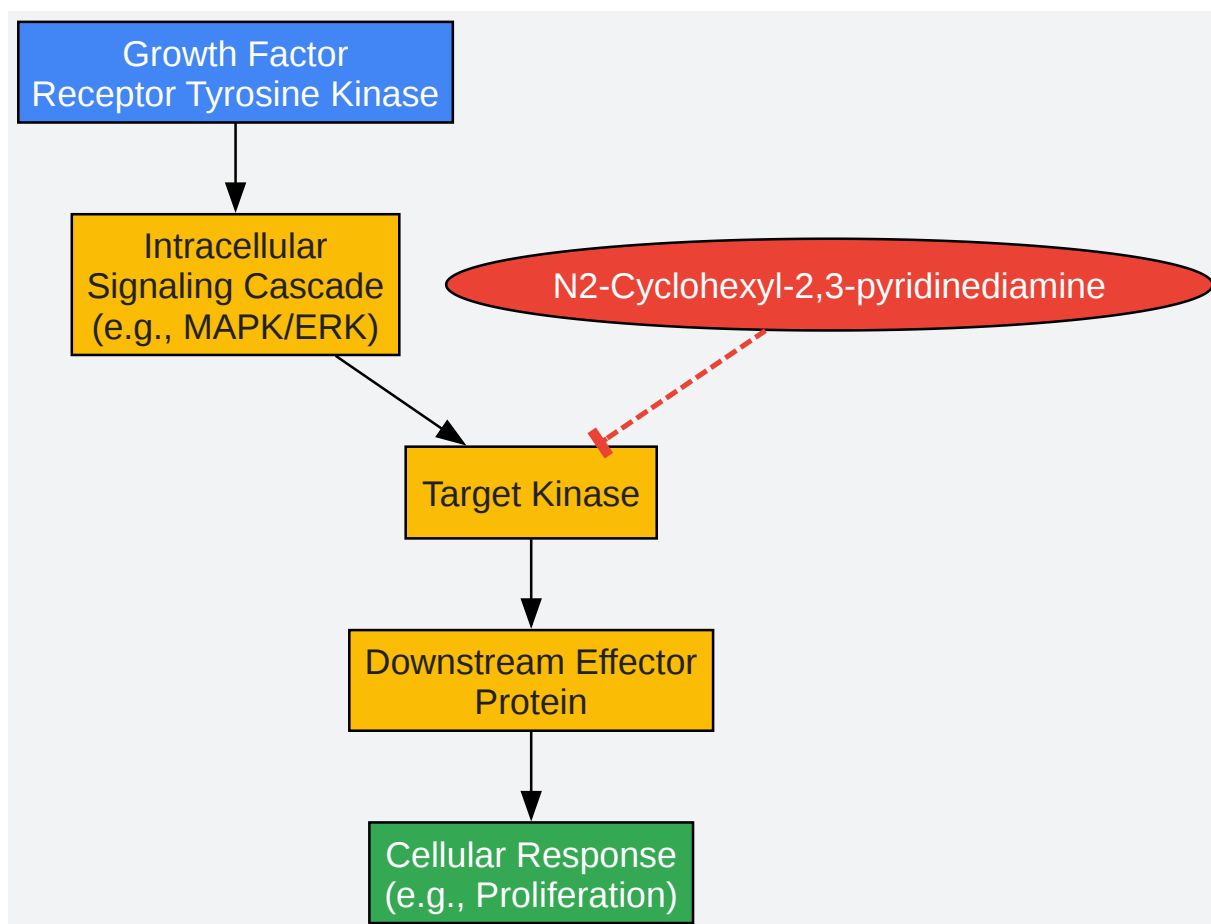 Growth Factor
Receptor Tyrosine Kinase
Intracellular
Signaling Cascade
(e.g., MAPK/ERK)
N2-Cyclohexyl-2,3-pyridinediamine
Target Kinase
Downstream Effector
Protein
Cellular Response
(e.g., Proliferation)